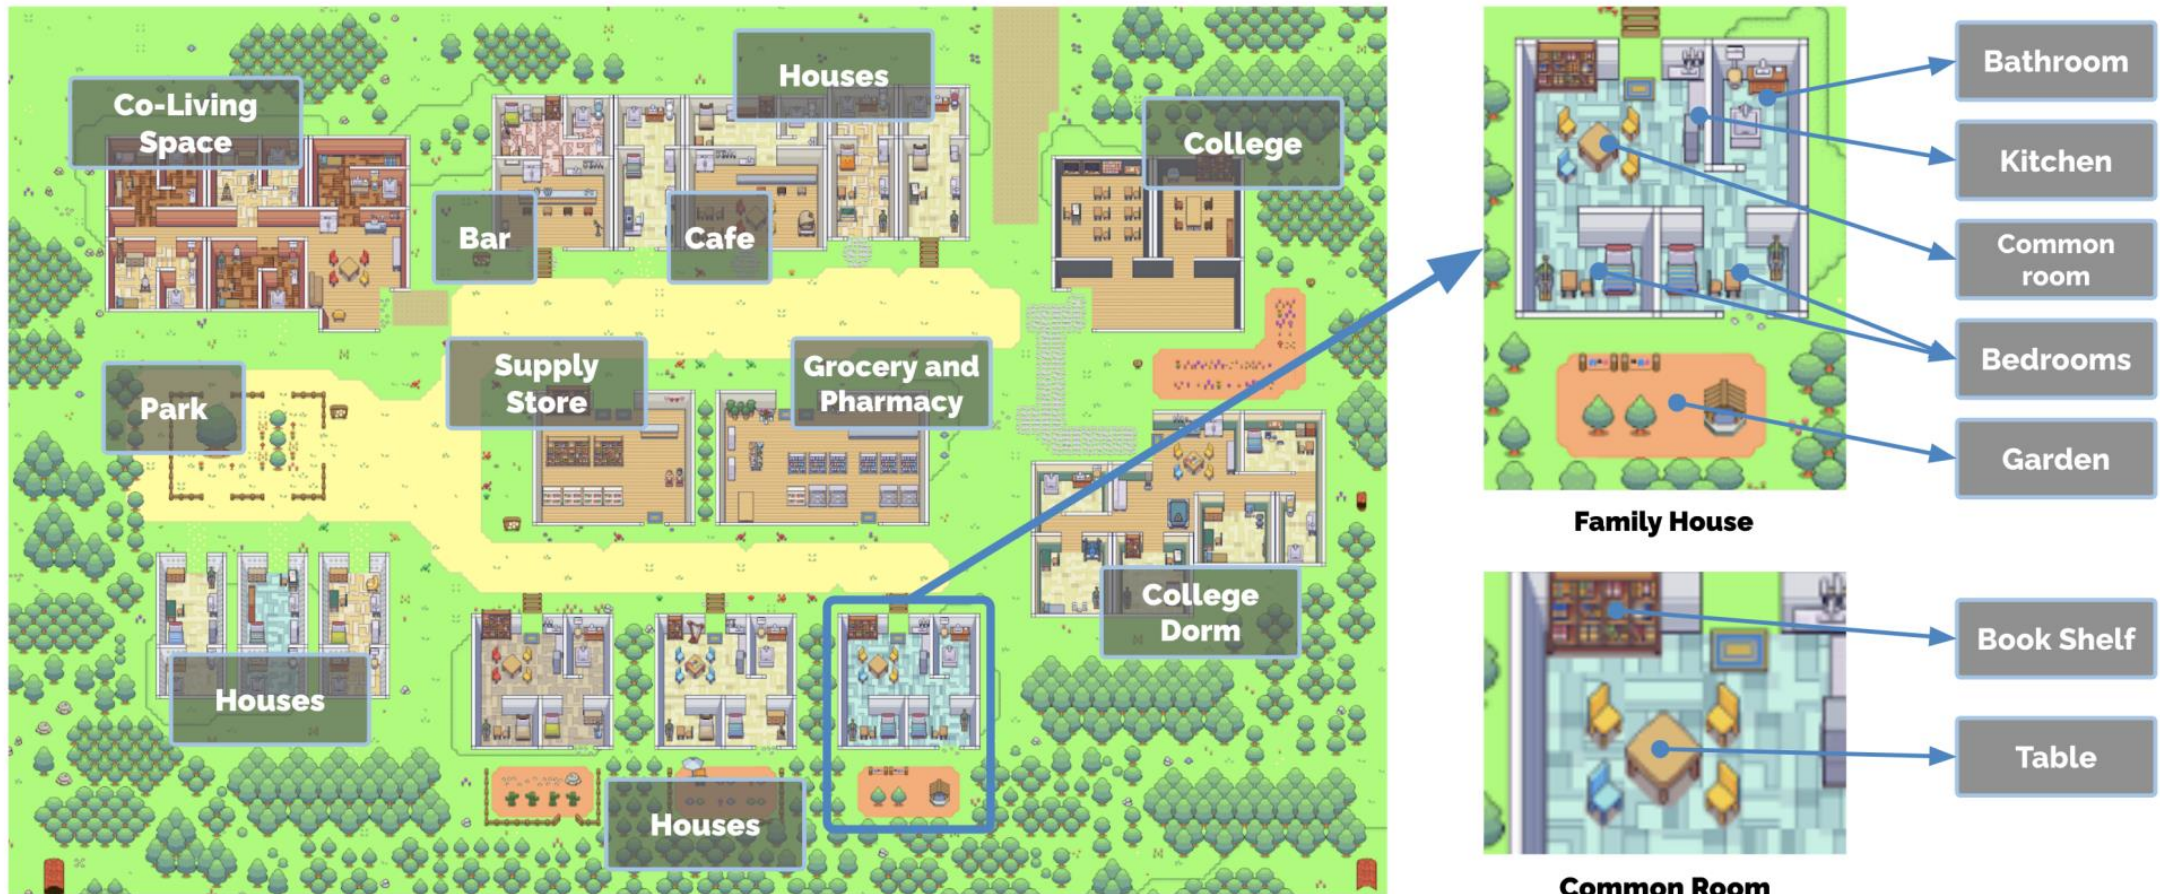 Houses
Co-Living
Space
College
Bar
Cafe
Supply
Store
Grocery and
Pharmacy
Park
College
Dorm
Houses
Houses
Bathroom
Kitchen
Common
room
Bedrooms
Garden
Family House
Book Shelf
Table
Common Room